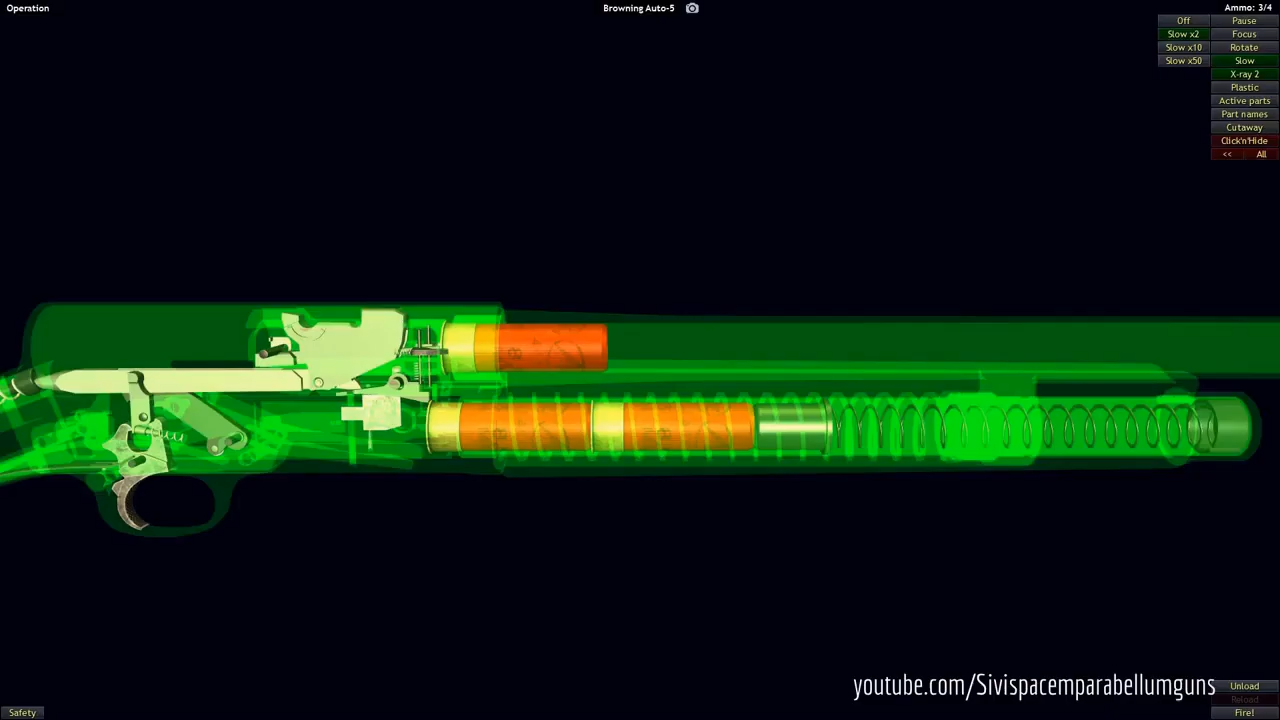 Operation
Browning Auto-5
Ammo: 3/4
Off
Pause
Slow x2
Focus
Slow x10
Rotate
Slow x50
Slow
X-ray 2
Plastic
Active parts
Part names
Cutaway
Click'n'Hide
<< All
youtube.com/Sivispacemparabellumguns
Unload
Reload
Safety
Fire!